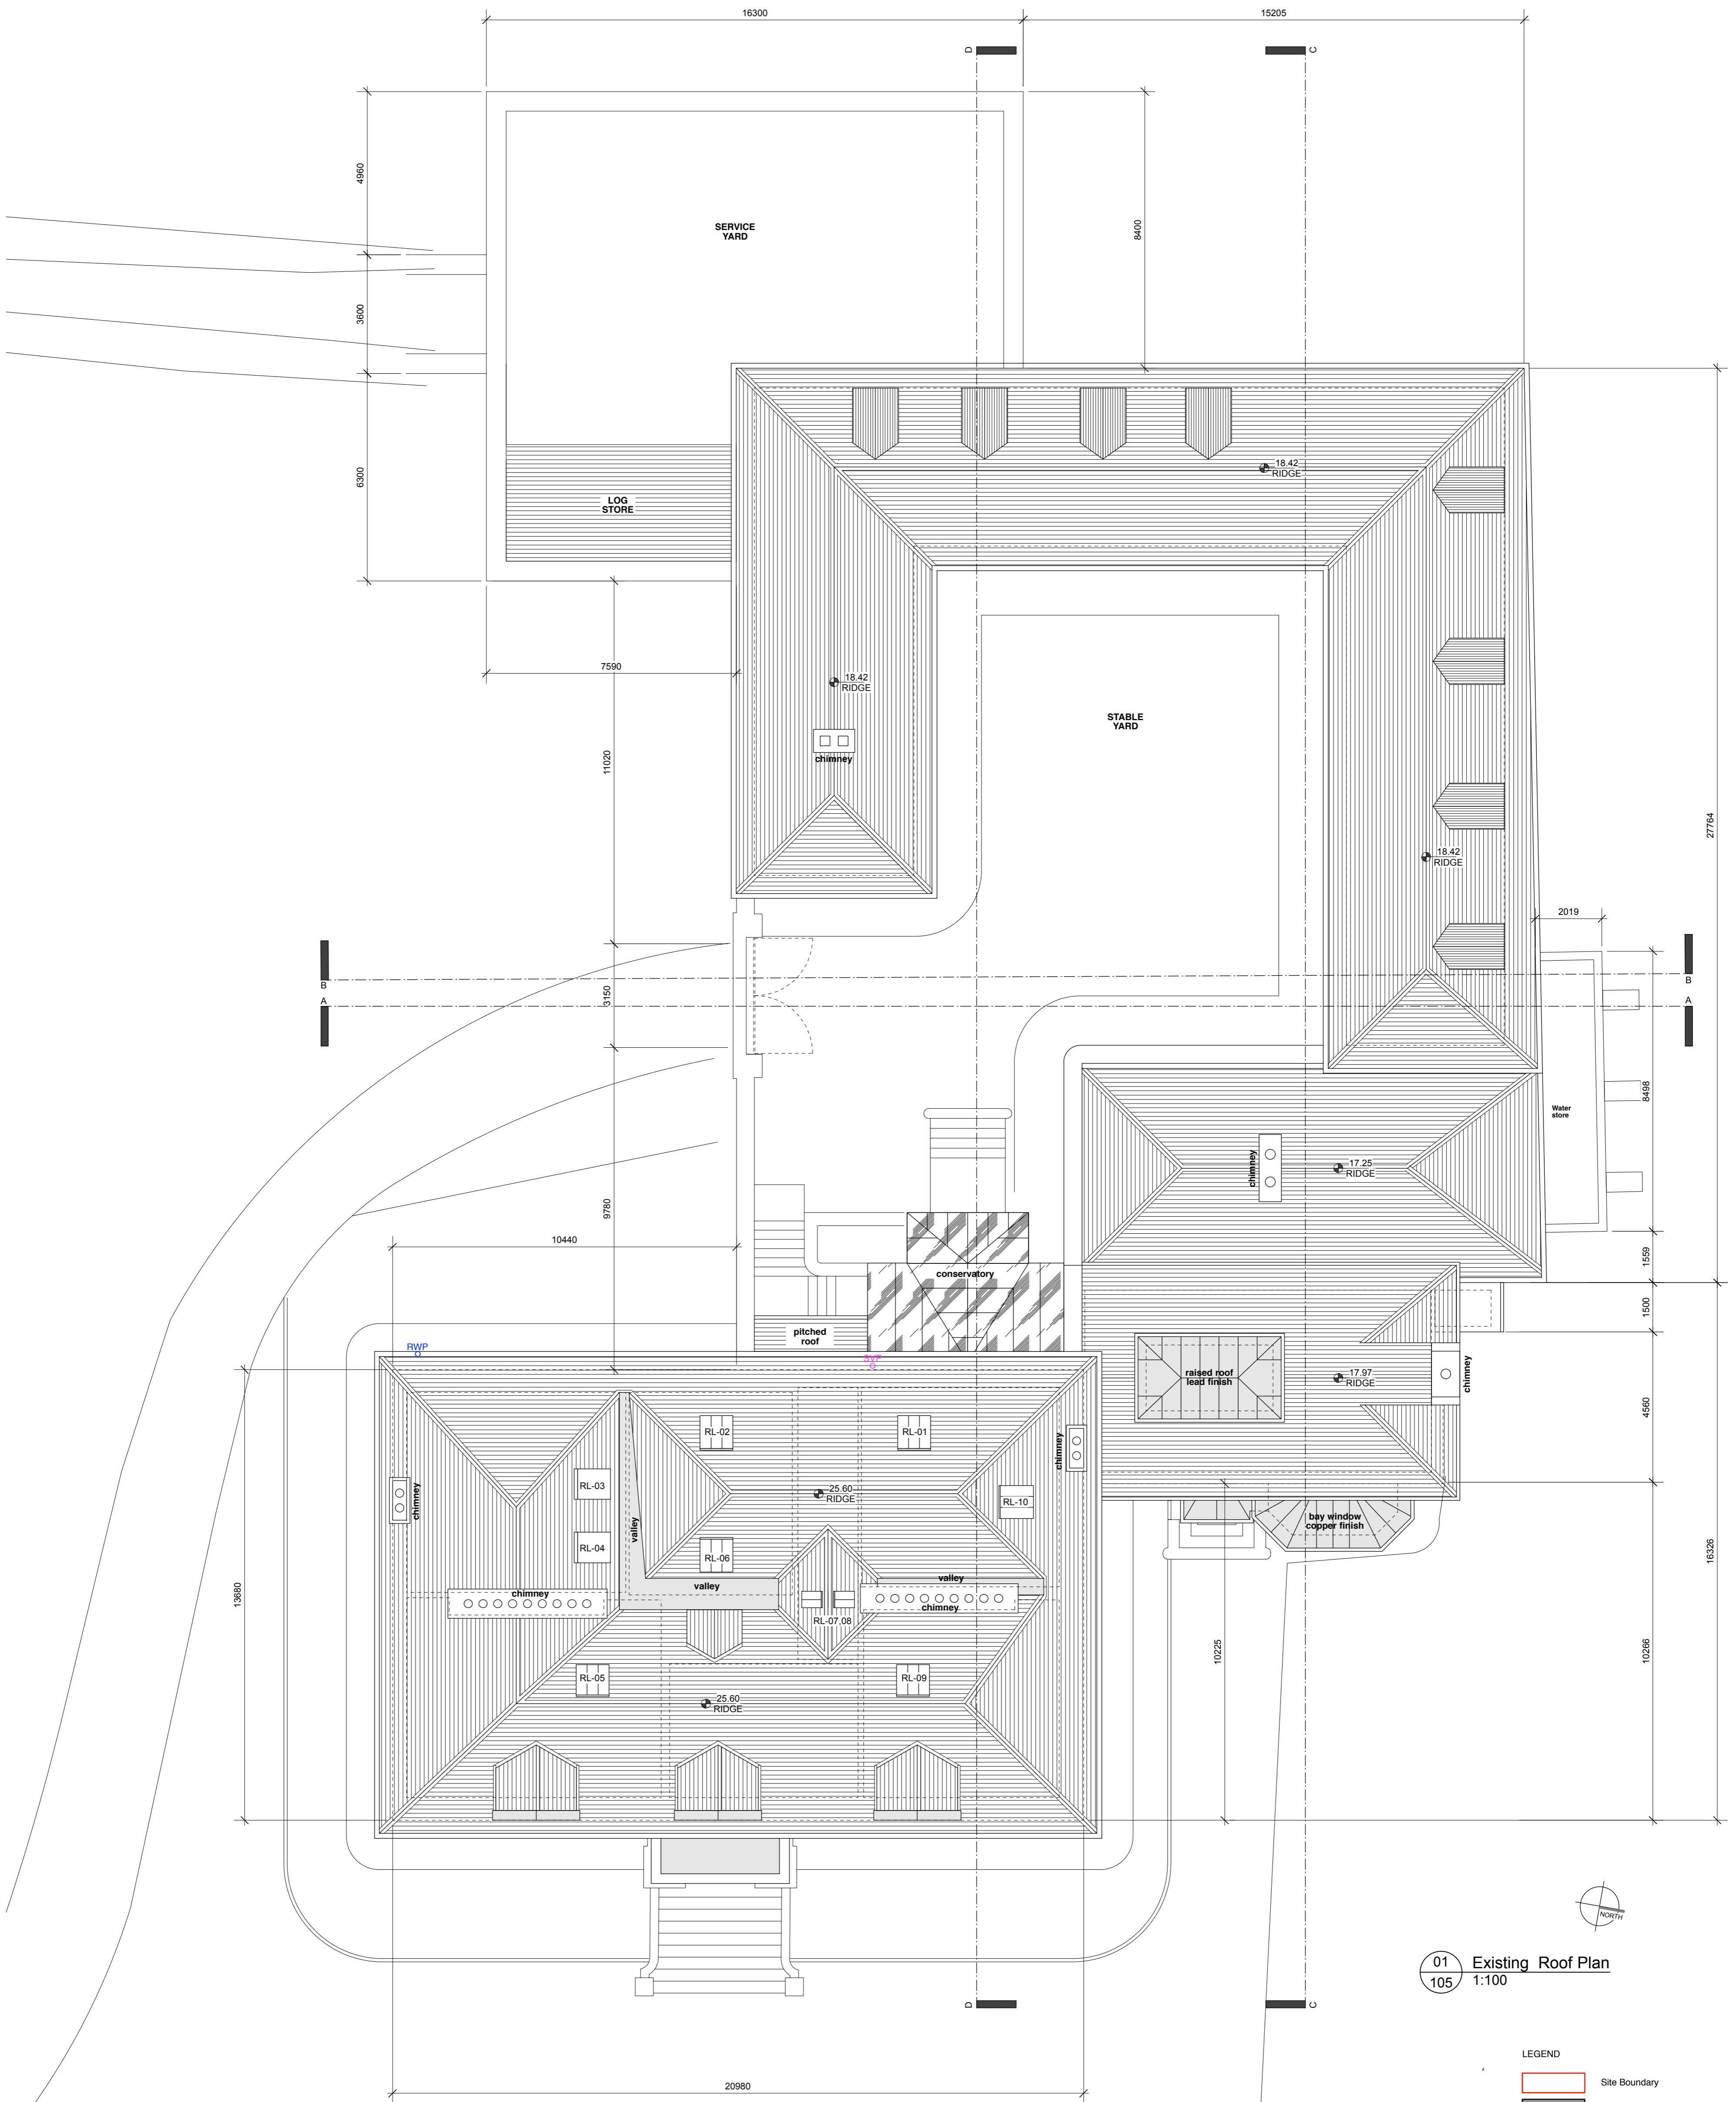 16300
15205
D
C
4960
SERVICE
YARD
8400
3600
6300
18.42
RIDGE
LOG
STORE
7590
18.42
RIDGE
STABLE
YARD
chimney
11020
27764
18.42
RIDGE
2019
B
B
A
A
3150
8498
Water
store
chimney
17.25
RIDGE
9780
10440
1559
conservatory
1500
pitched
roof
RWP
SVP
raised roof
lead finish
17.97
RIDGE
chimney
4560
RL-02
RL-01
chimney
RL-03
25.60
RIDGE
RL-10
chimney
bay window
copper finish
valley
RL-04
RL-06
valley
valley
16326
13680
chimney
chimney
RL-07,08
10225
10266
RL-05
RL-09
25.60
RIDGE
NORTH
01
105
Existing Roof Plan
1:100
D
C
LEGEND
Site Boundary
20980